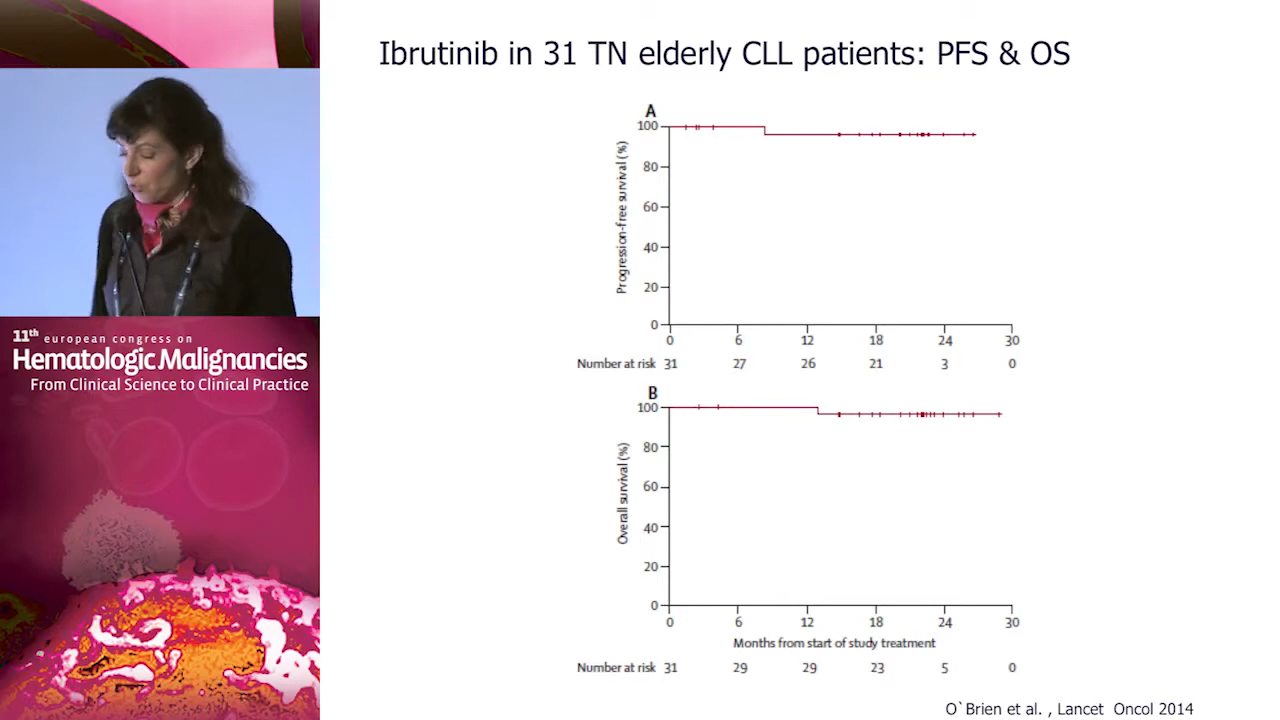 Ibrutinib in 31 TN elderly CLL patients: PFS & OS
11th european congress on
Hematologic Malignancies
From Clinical Science to Clinical Practice
A
Progression-free survival (%)
100
80
60
40
20
0
0 6 12 18 24 30
Number at risk 31 27 26 21 3 0
B
Overall survival (%)
100
80
60
40
20
0
0 6 12 18 24 30
Months from start of study treatment
Number at risk 31 29 29 23 5 0
O`Brien et al. , Lancet Oncol 2014